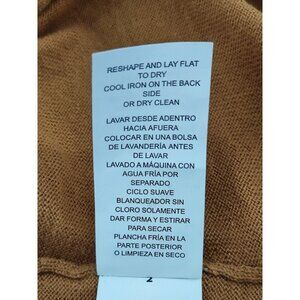 RESHAPE AND LAY FLAT
TO DRY
COOL IRON ON THE BACK
SIDE
OR DRY CLEAN
LAVAR DESDE ADENTRO
HACIA AFUERA
COLOCAR EN UNA BOLSA
DE LAVANDERÍA ANTES
DE LAVAR
LAVADO A MÁQUINA CON
AGUA FRÍA POR
SEPARADO
CICLO SUAVE
BLANQUEADOR SIN
CLORO SOLAMENTE
DAR FORMA Y ESTIRAR
PARA SECAR
PLANCHA FRÍA EN LA
PARTE POSTERIOR
O LIMPIEZA EN SECO
2